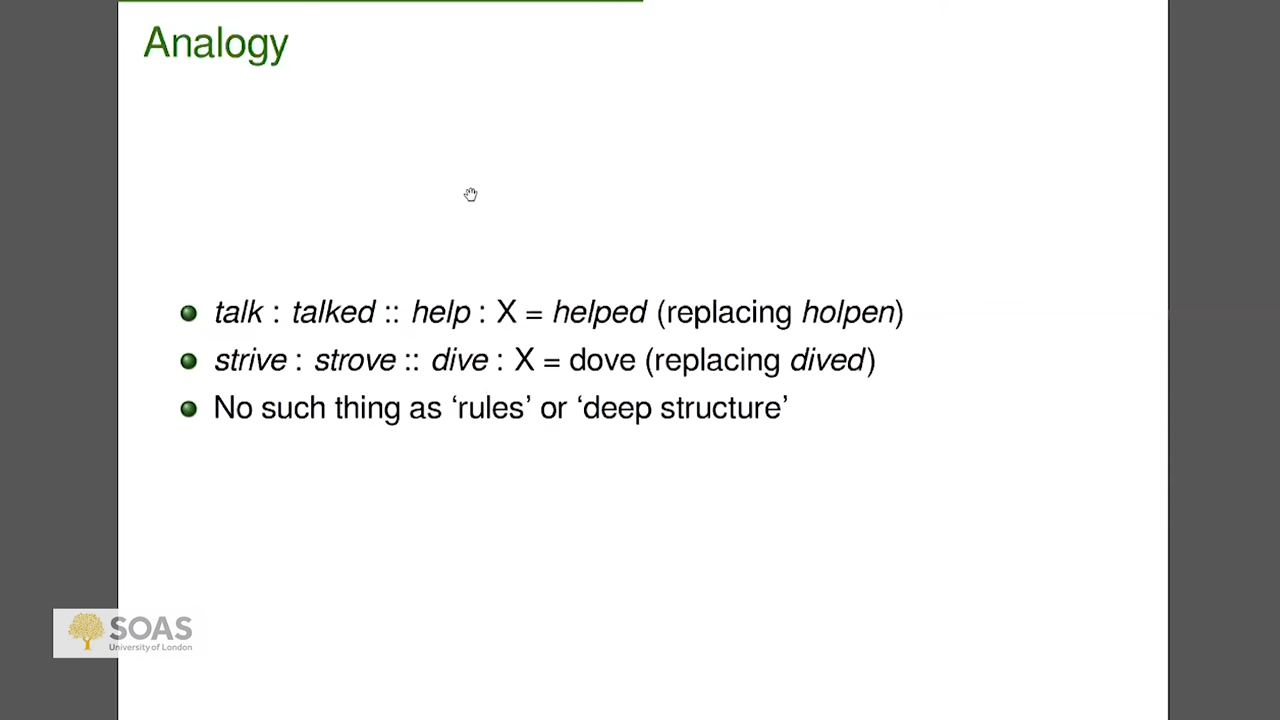 Analogy
talk : talked :: help : X = helped (replacing holpen)
strive : strove :: dive : X = dove (replacing dived)
No such thing as ‘rules’ or ‘deep structure’
SOAS
University of London